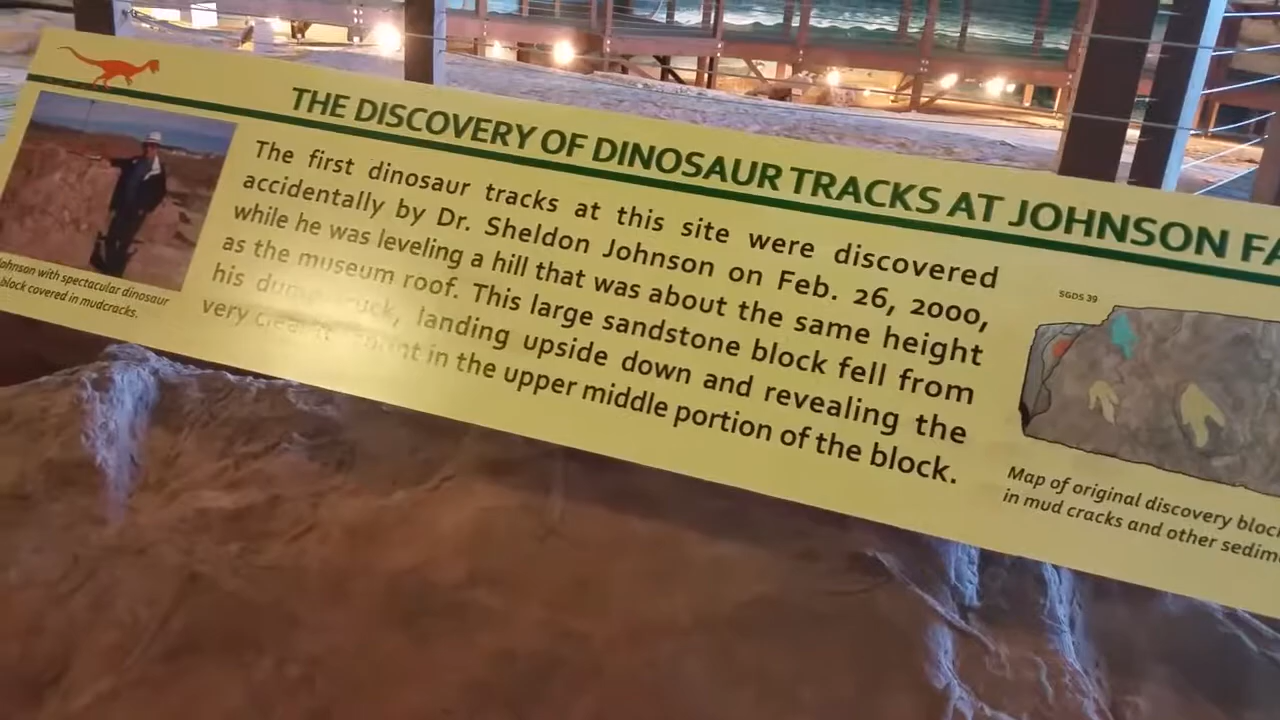 THE DISCOVERY OF DINOSAUR TRACKS AT JOHNSON FA
The first dinosaur tracks at this site were discovered
accidentally by Dr. Sheldon Johnson on Feb. 26, 2000,
while he was leveling a hill that was about the same height
as the museum roof. This large sandstone block fell from
his dump truck, landing upside down and revealing the
very in the upper middle portion of the block.
ohnson with spectacular dinosaur
block covered in mudcracks.
SGDS 39
Map of original discovery bloc
in mud cracks and other sedim